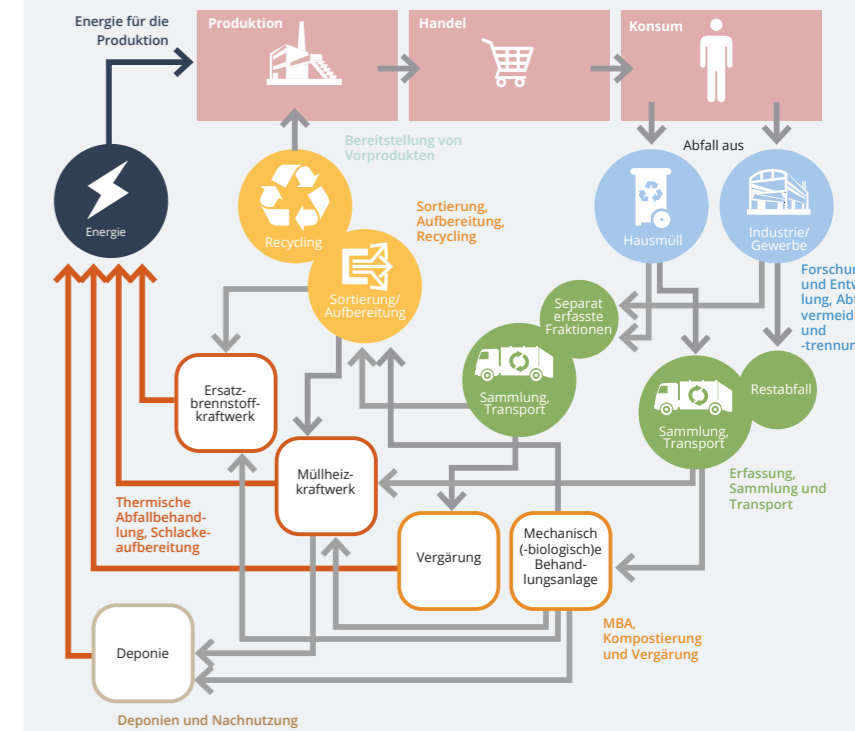 Energie für die
Produktion
Produktion
Handel
Konsum
Bereitstellung von
Vorprodukten
Abfall aus
Energie
Recycling
Sortierung,
Aufbereitung,
Recycling
Hausmüll
Industrie/
Gewerbe
Sortierung/
Aufbereitung
Separat
erfasste
Fraktionen
und
-trennun
Ersatz-
brennstoff-
kraftwerk
Sammlung,
Transport
Restabfall
Sammlung,
Transport
Müllheiz-
kraftwerk
Erfassung,
Sammlung und
Transport
Thermische
Abfallbehand-
lung, Schlacke-
aufbereitung
Vergärung
Mechanisch
(-biologisch)e
Behand-
lungsanlage
MBA,
Kompostierung
und Vergärung
Deponie
Deponien und Nachnutzung